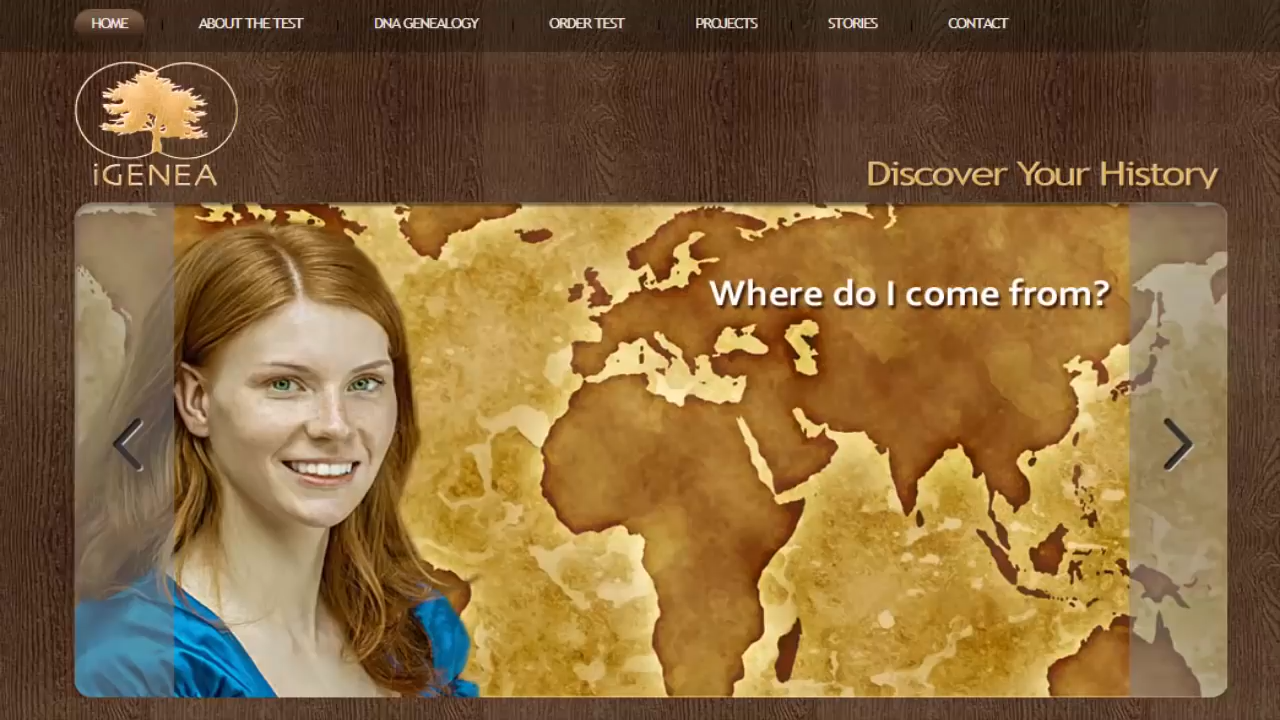 HOME ABOUT THE TEST DNA GENEALOGY ORDER TEST PROJECTS STORIES CONTACT
iGENEA
Discover Your History
Where do I come from?